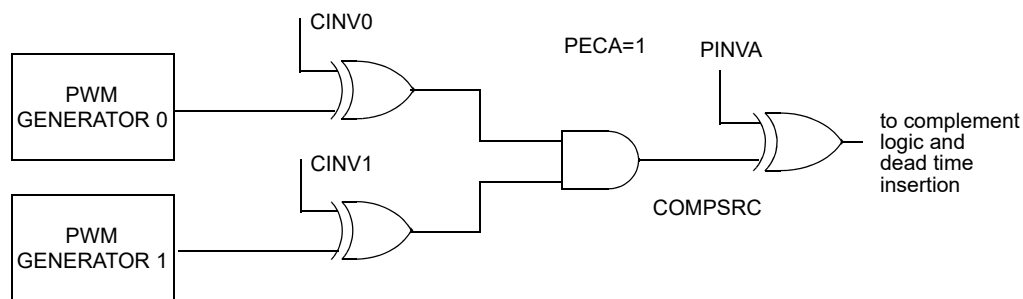 CINV0
PECA=1
PINVA
PWM
GENERATOR 0
to complement
logic and
dead time
insertion
CINV1
COMPSRC
PWM
GENERATOR 1